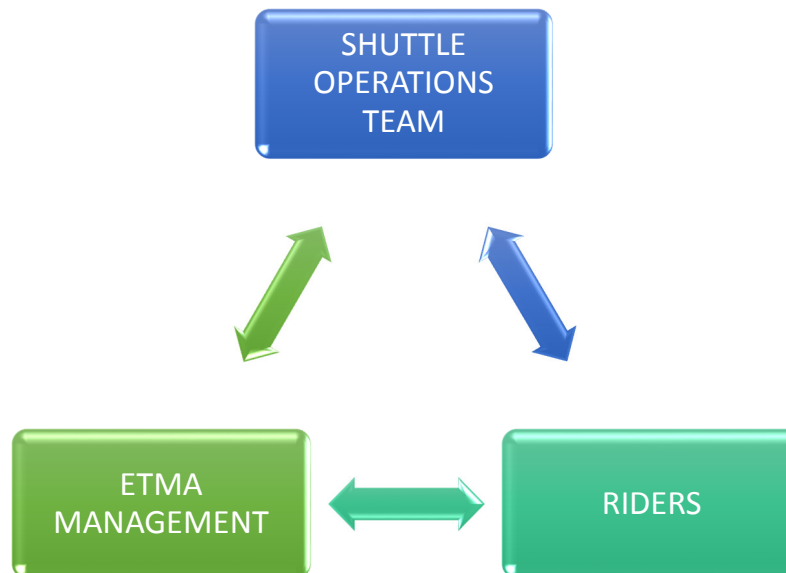 SHUTTLE
OPERATIONS
TEAM
ETMA
MANAGEMENT
RIDERS